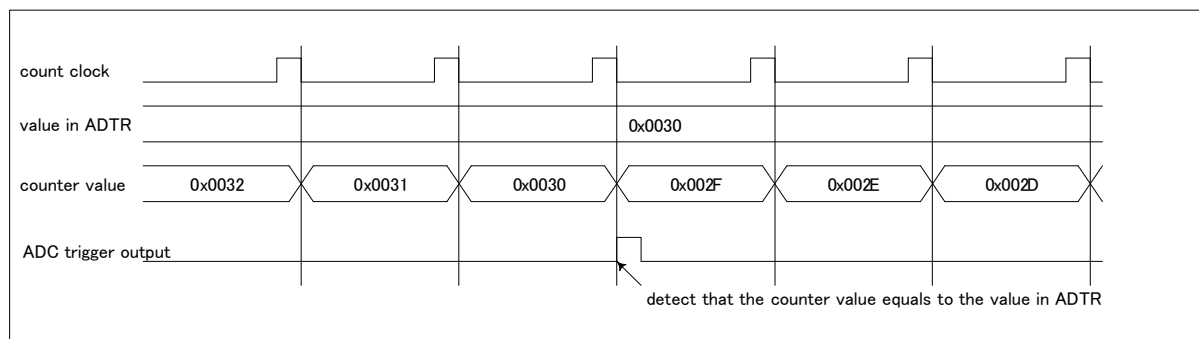 count clock
value in ADTR
0x0030
counter value
0x0032
0x0031
0x0030
0x002F
0x002E
0x002D
ADC trigger output
detect that the counter value equals to the value in ADTR